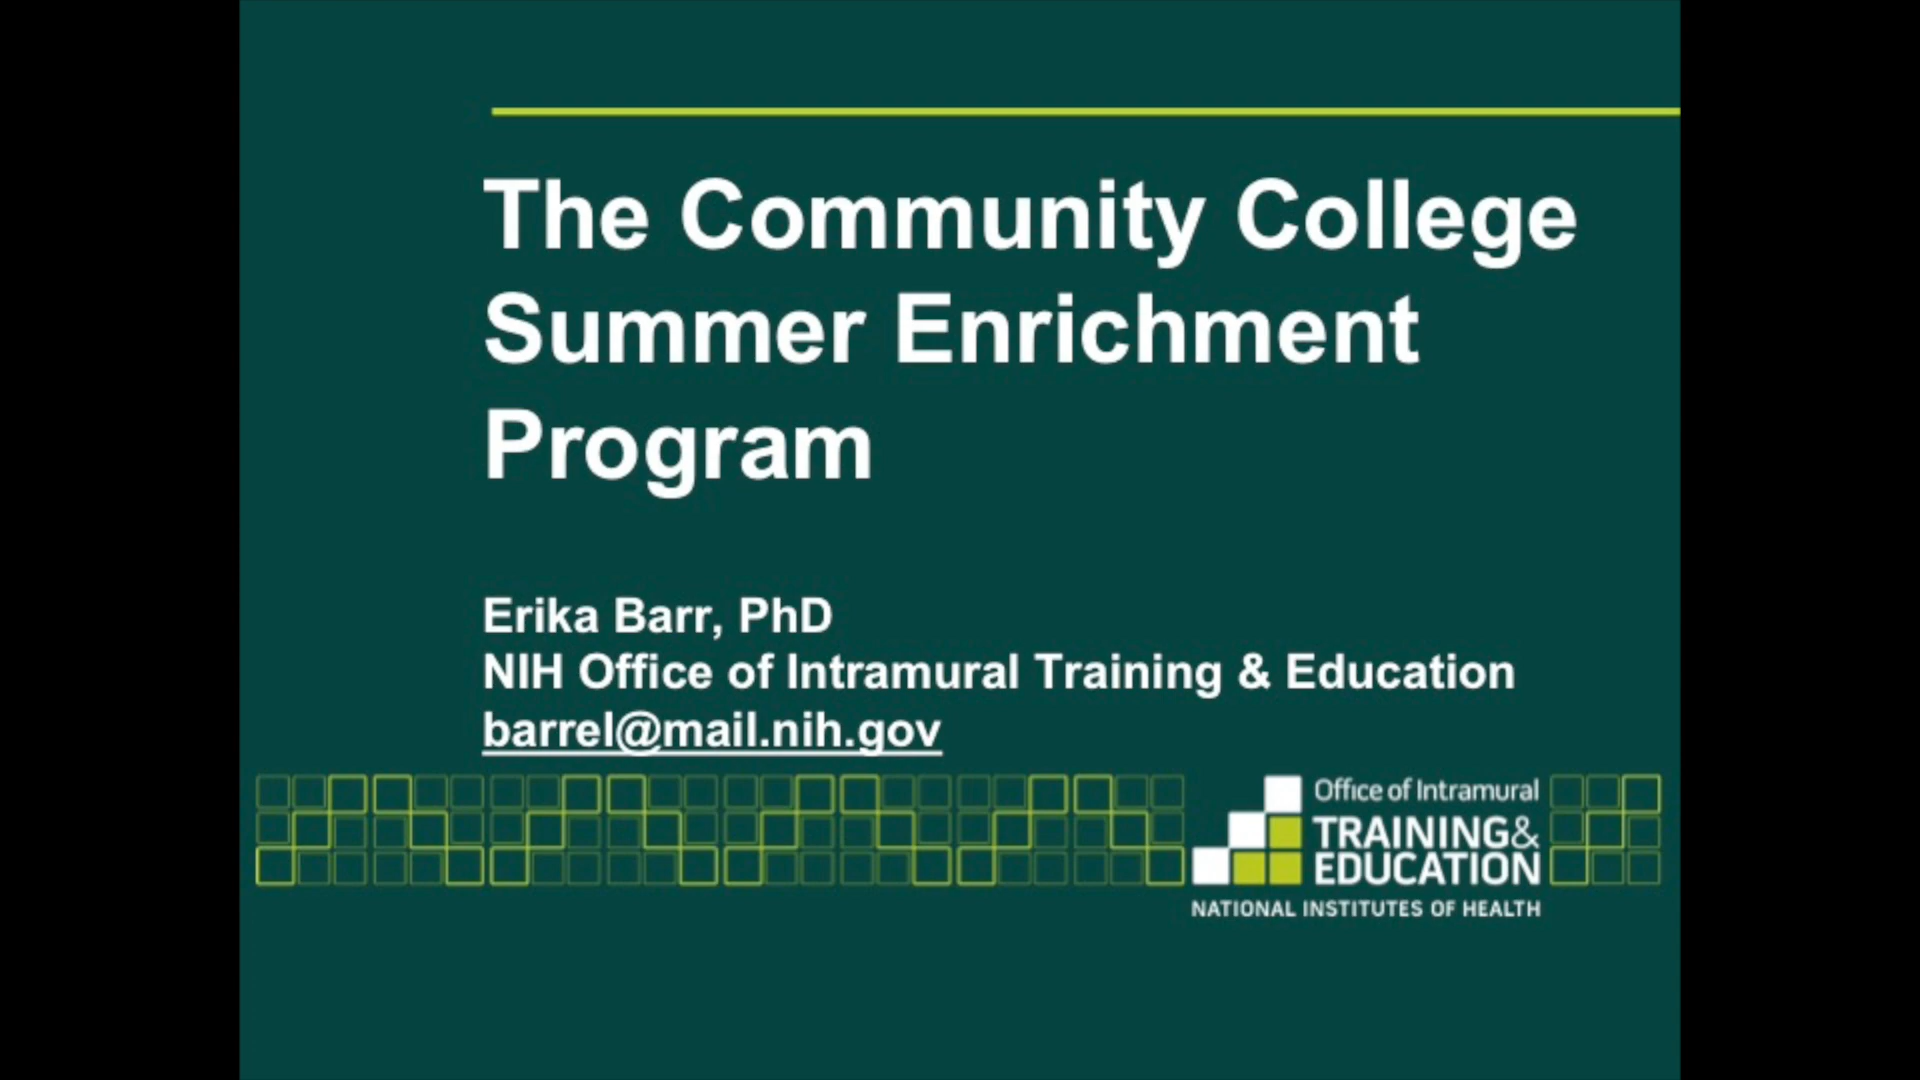 The Community College
Summer Enrichment
Program
Erika Barr, PhD
NIH Office of Intramural Training & Education
barrel@mail.nih.gov
Office of Intramural
TRAINING&
EDUCATION
NATIONAL INSTITUTES OF HEALTH